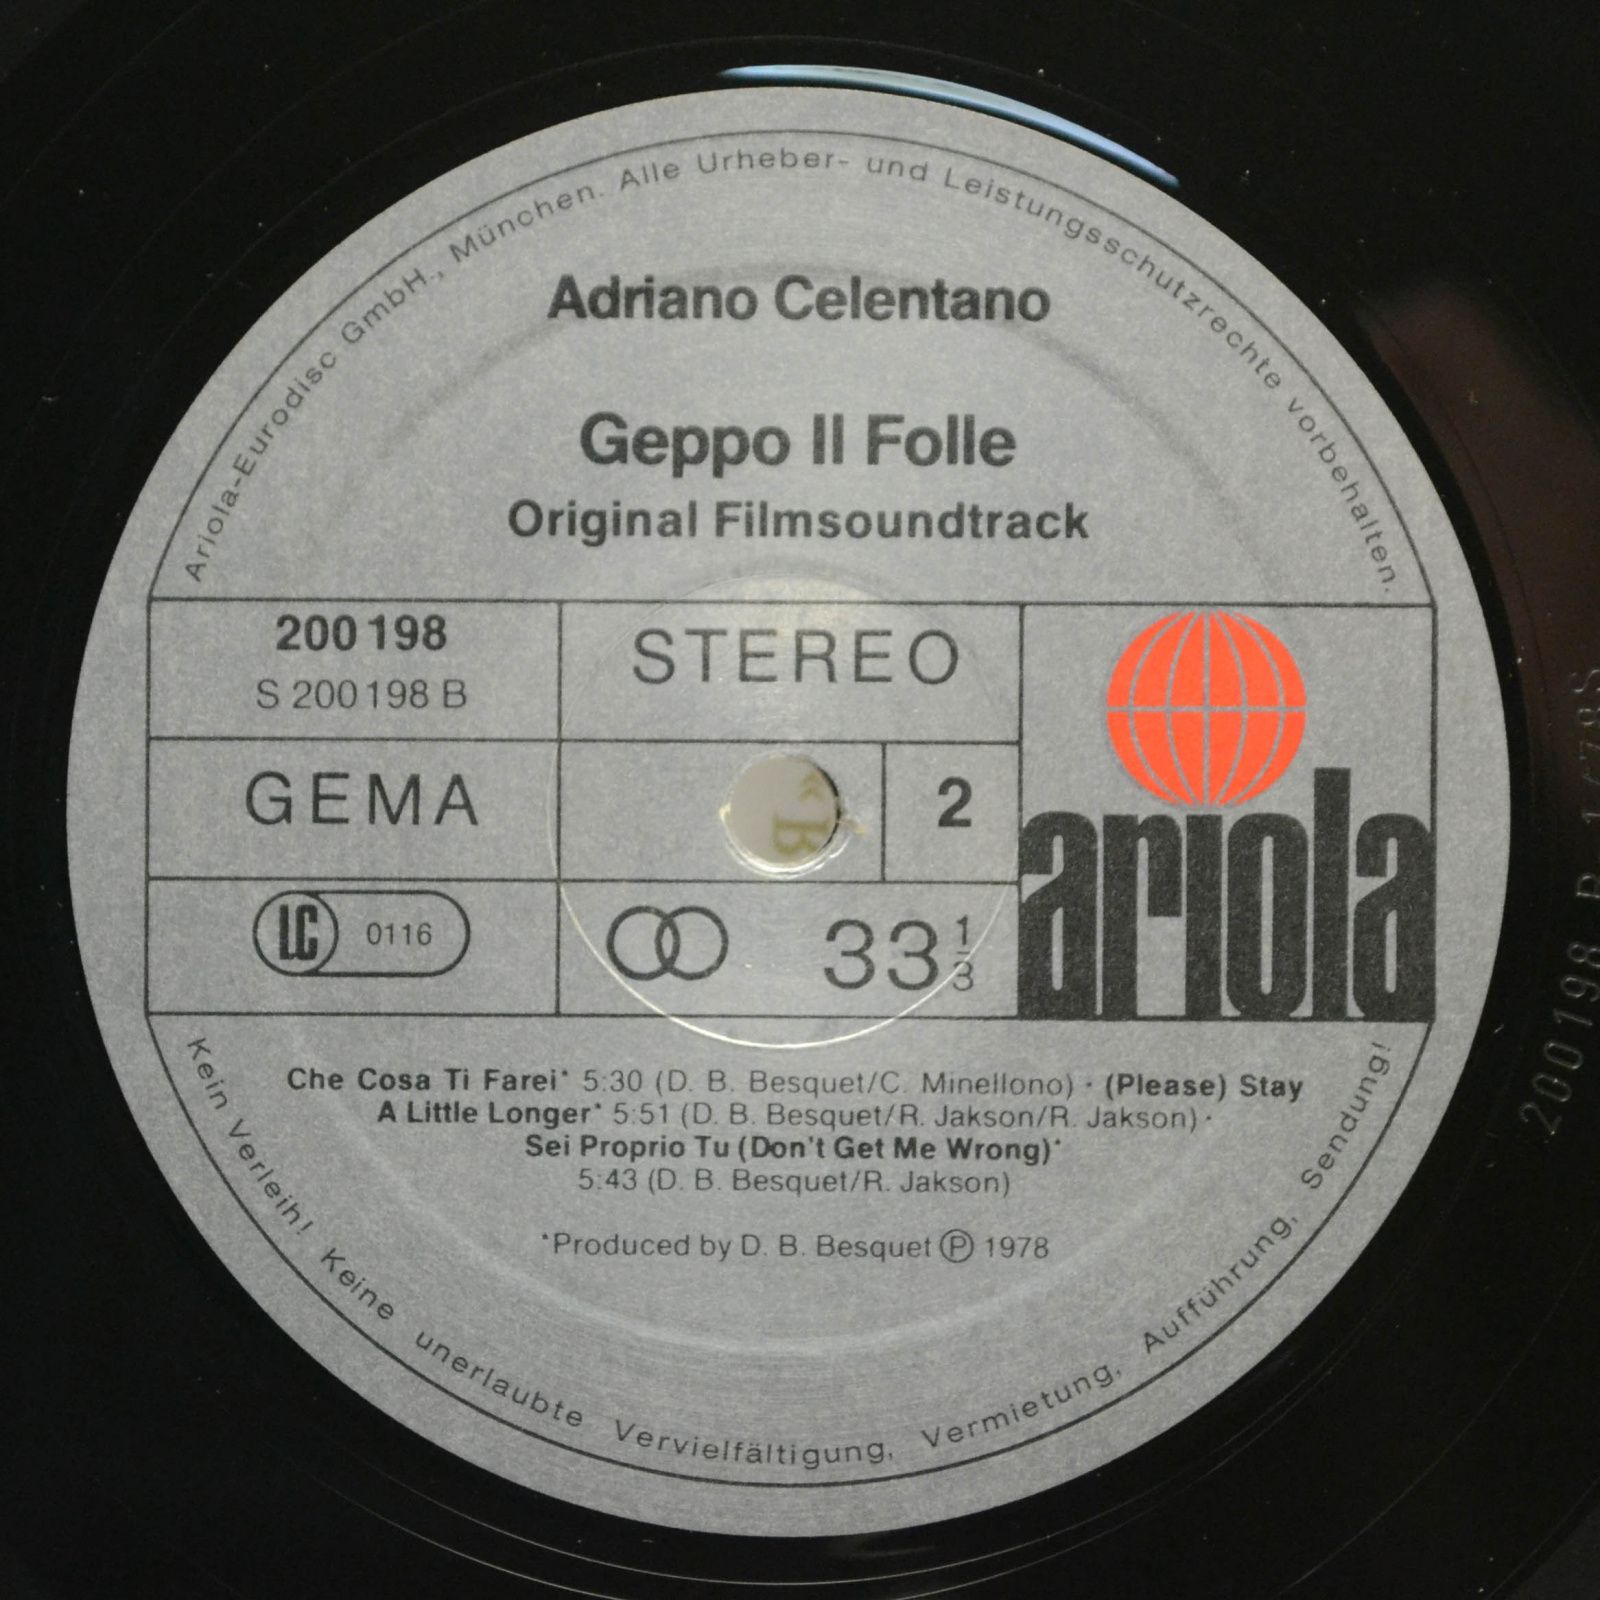 Ariola-Eurodisc GmbH., München. Alle Urheber- und Leistungsschutzrechte vorbehalten.
Adriano Celentano
Geppo Il Folle
Original Filmsoundtrack
200 198
S 200 198 B
STEREO
GEMA
2
LC 0116
33 1/3
ariola
Che Cosa Ti Farei* 5:30 (D. B. Besquet/C. Minellono) · (Please) Stay
A Little Longer* 5:51 (D. B. Besquet/R. Jakson/R. Jakson) ·
Sei Proprio Tu (Don't Get Me Wrong)*
5:43 (D. B. Besquet/R. Jakson)
*Produced by D. B. Besquet Ⓟ 1978
Kein Verleih! Keine unerlaubte Vervielfältigung, Vermietung, Aufführung, Sendung!
200198 B
B